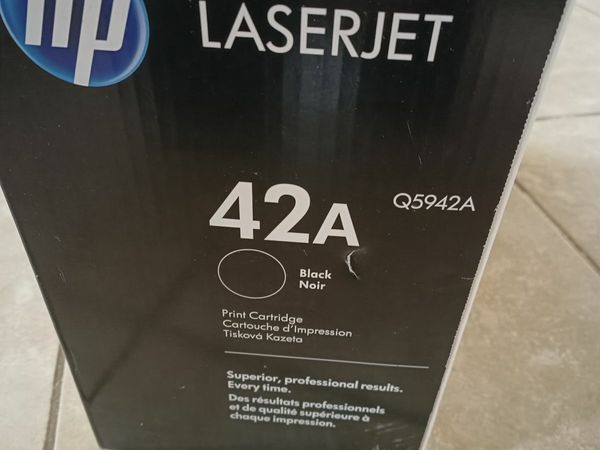 hp
LASERJET
42A
Q5942A
Black
Noir
Print Cartridge
Cartouche d'Impression
Tisková Kazeta
Superior, professional results.
Every time.
Des résultats professionnels
et de qualité supérieure à
chaque impression.